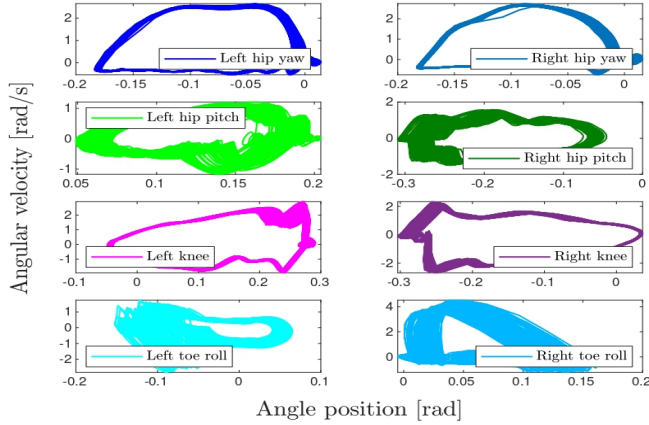 2
1
0
-0.2 -0.15 -0.1 -0.05 0
Left hip yaw
2
1
0
-0.2 -0.15 -0.1 -0.05 0
Right hip yaw
1
0
-1
0.05 0.1 0.15 0.2
Left hip pitch
2
0
-2
-0.3 -0.2 -0.1 0
Right hip pitch
2
1
0
-1
-0.1 0 0.1 0.2 0.3
Left knee
2
0
-2
-0.3 -0.2 -0.1 0
Right knee
0
-2
-0.2 -0.1 0 0.1
Left toe roll
4
2
0
0 0.05 0.1 0.15 0.2
Right toe roll
Angular velocity [rad/s]
Angle position [rad]